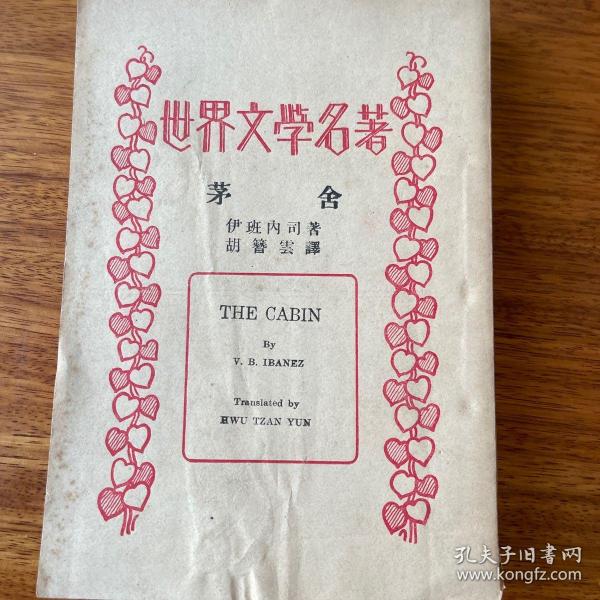 世界文学名著
茅舍
伊班內司著
胡簪雲譯
THE CABIN
By
V. B. IBANEZ
Translated by
HWU TZAN YUN
孔夫子旧书网
www.kongfz.com